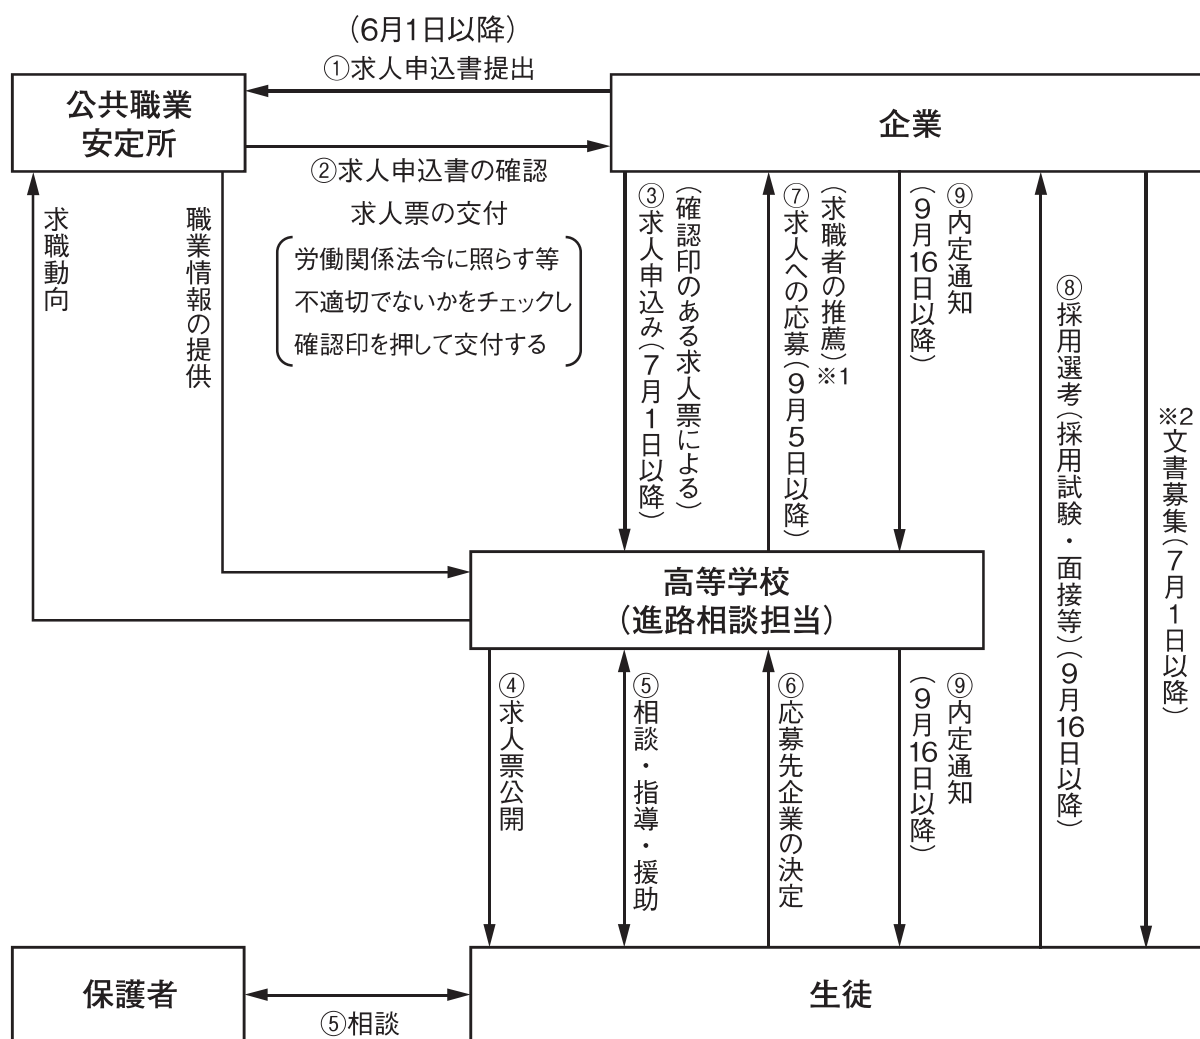 (6月1日以降)
①求人申込書提出
公共職業
安定所
企業
②求人申込書の確認
求人票の交付
労働関係法令に照らす等
不適切でないかをチェックし
確認印を押して交付する
求職動向
職業情報の提供
③求人申込み(7月1日以降)
(確認印のある求人票による)
⑦求人への応募(9月5日以降)
(求職者の推薦)※1
⑨内定通知
(9月16日以降)
⑧採用選考(採用試験・面接等)(9月16日以降)
※2文書募集(7月1日以降)
高等学校
(進路相談担当)
④求人票公開
⑤相談・指導・援助
⑥応募先企業の決定
⑨内定通知
(9月16日以降)
保護者
⑤相談
生徒